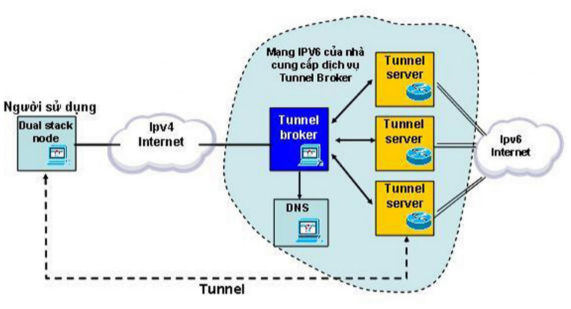 Mạng IPV6 của nhà
cung cấp dịch vụ
Tunnel Broker
Tunnel
server
Người sử dụng
Dual stack
node
Ipv4
Internet
Tunnel
broker
Tunnel
server
Ipv6
Internet
Tunnel
server
DNS
Tunnel